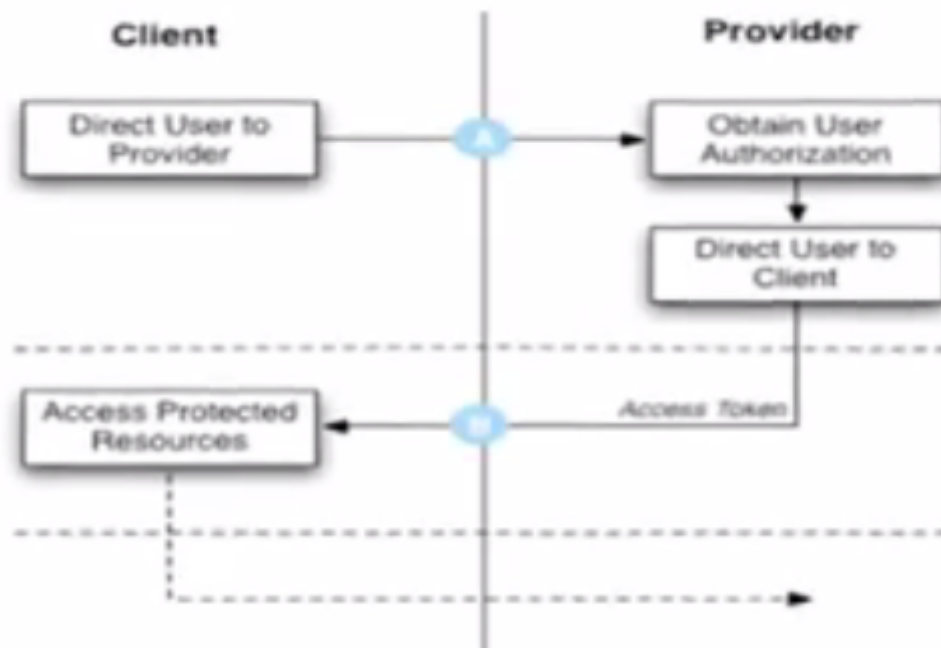 Client
Provider
Direct User to
Provider
A
Obtain User
Authorization
Direct User to
Client
Access Token
B
Access Protected
Resources